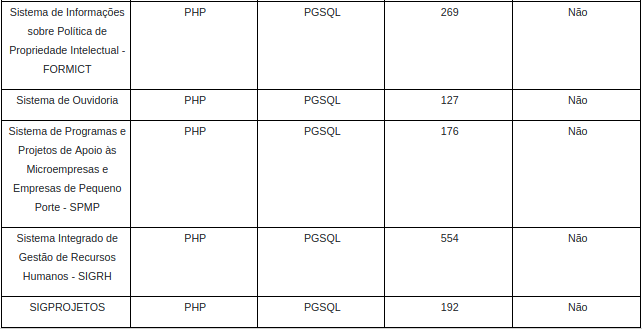 Sistema de Informações PHP PGSQL 269 Não
sobre Política de
Propriedade Intelectual -
FORMICT
Sistema de Ouvidoria PHP PGSQL 127 Não
Sistema de Programas e PHP PGSQL 176 Não
Projetos de Apoio às
Microempresas e
Empresas de Pequeno
Porte - SPMP
Sistema Integrado de PHP PGSQL 554 Não
Gestão de Recursos
Humanos - SIGRH
SIGPROJETOS PHP PGSQL 192 Não